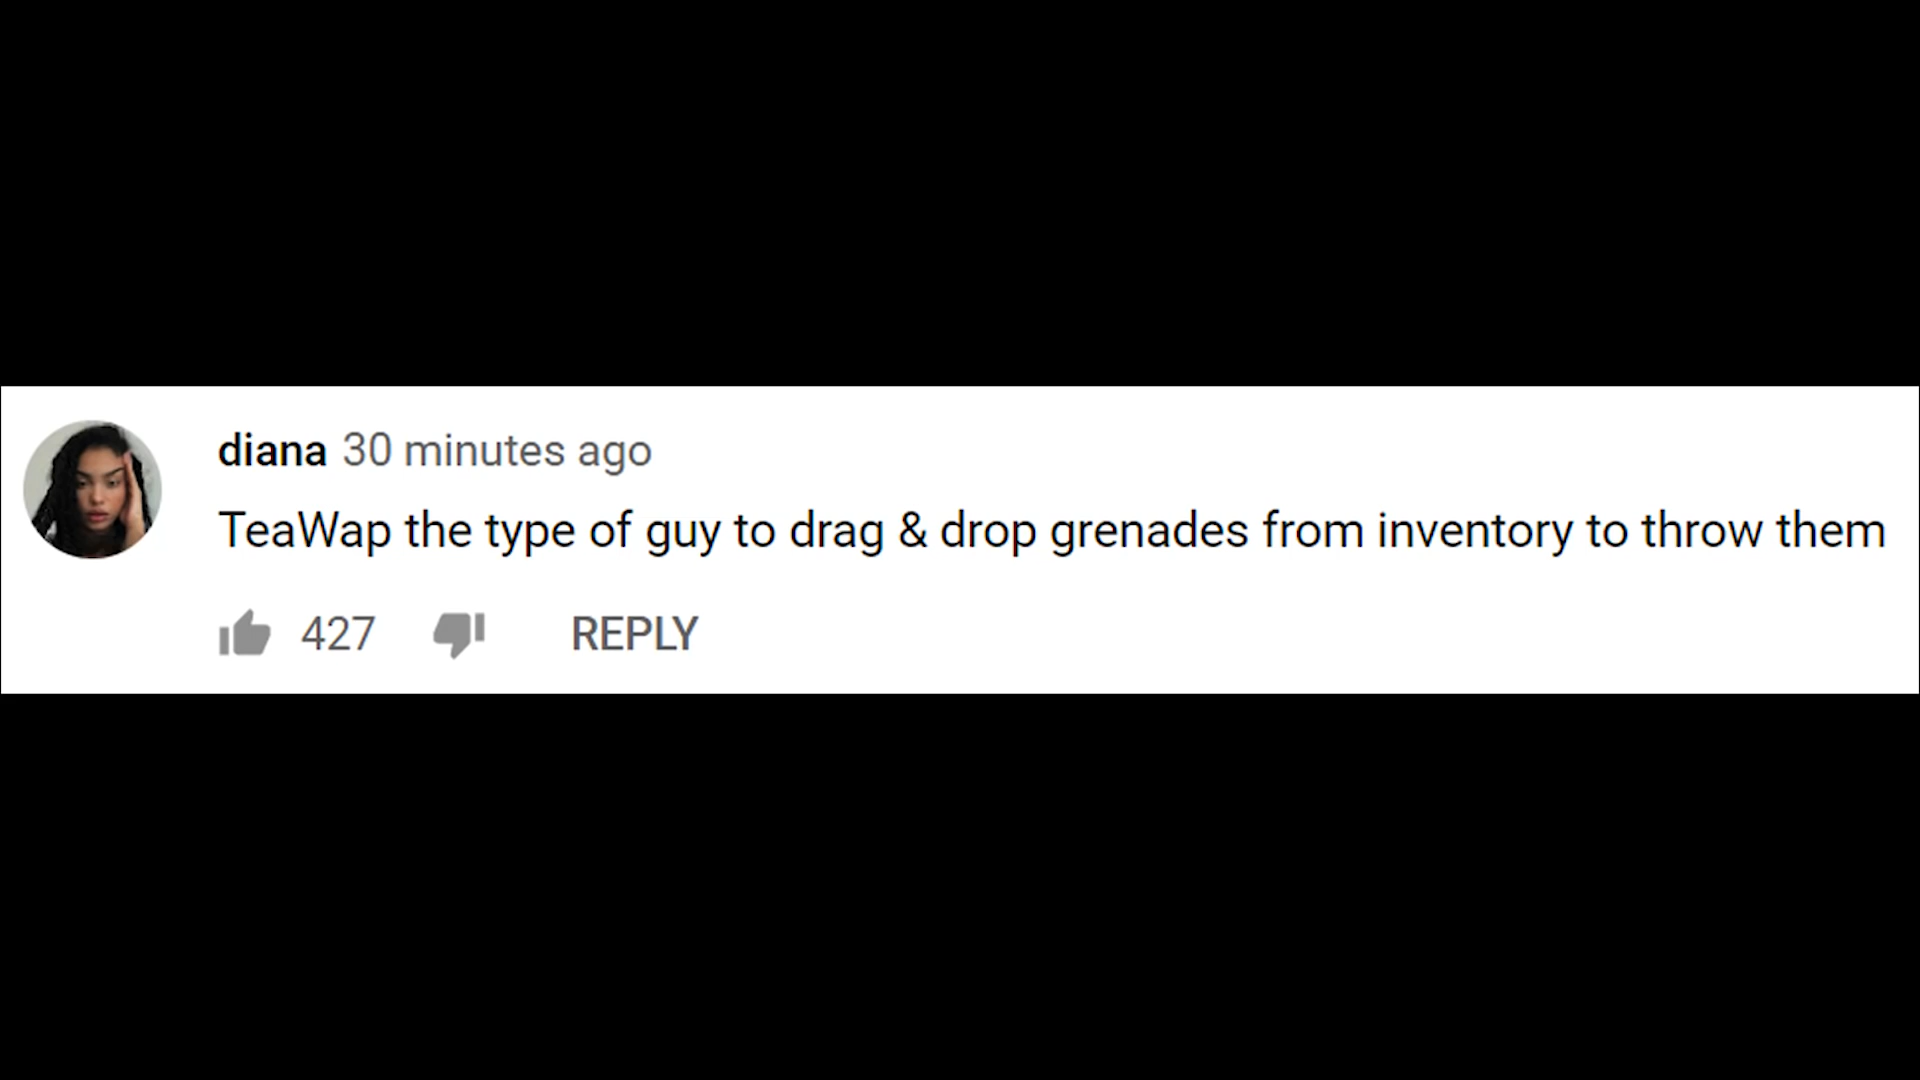 diana 30 minutes ago
TeaWap the type of guy to drag & drop grenades from inventory to throw them
427 REPLY